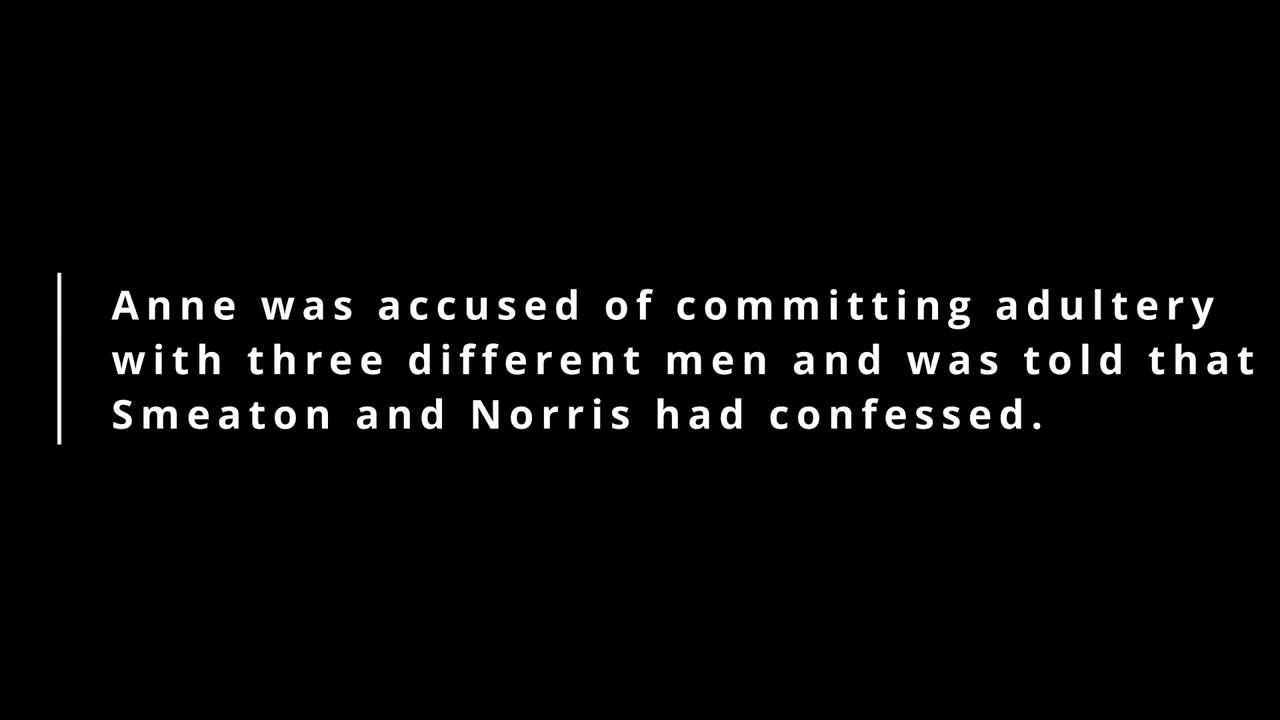 Anne was accused of committing adultery
with three different men and was told that
Smeaton and Norris had confessed.